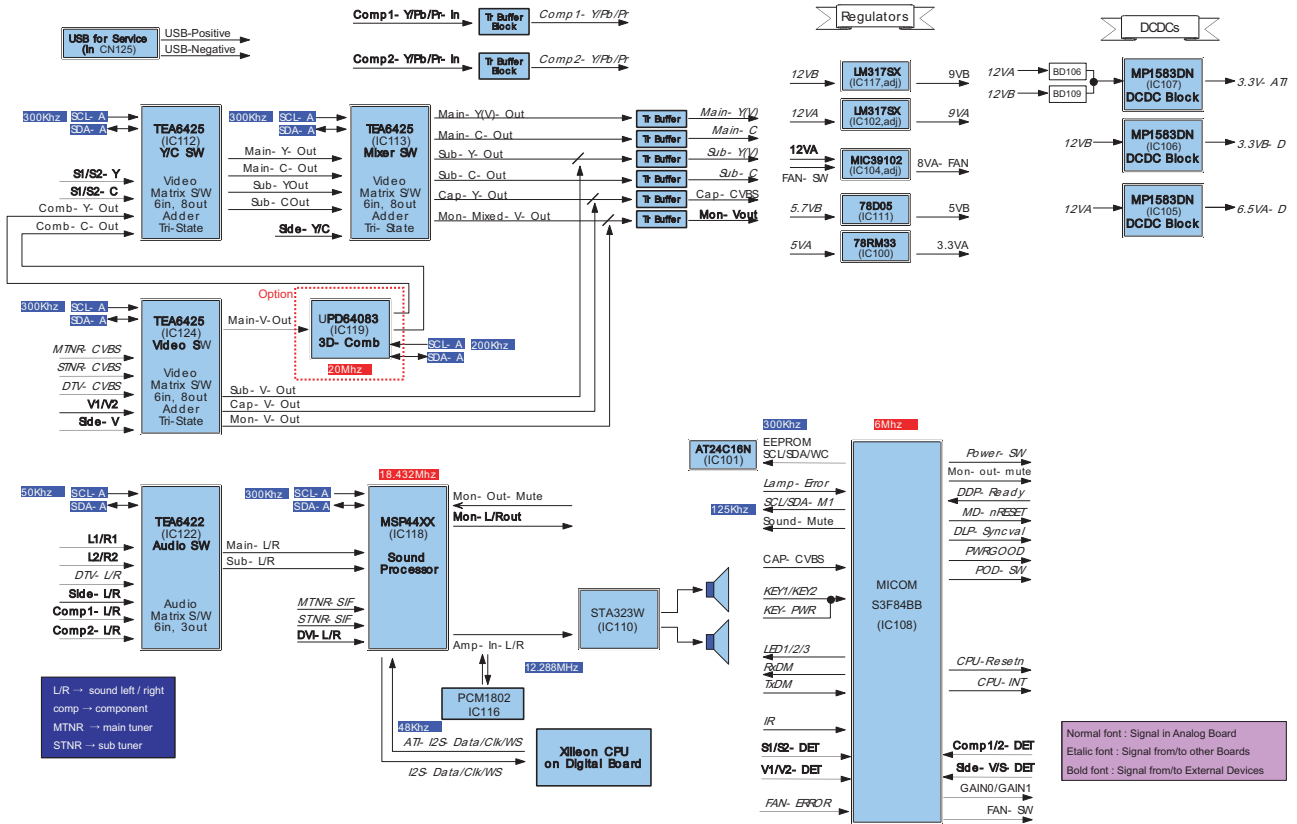 Comp1- Y/Pb/Pr- In
Tr Buffer
Block
Comp1- Y/Pb/Pr
Comp2- Y/Pb/Pr- In
Tr Buffer
Block
Comp2- Y/Pb/Pr
USB for Service
(In CN125)
USB-Positive
USB-Negative
Regulators
DCDCs
12VB
LM317SX
(IC117,adj)
9VB
12VA
LM317SX
(IC102,adj)
9VA
12VA
FAN- SW
MIC39102
(IC104,adj)
8VA- FAN
5.7VB
78D05
(IC111)
5VB
5VA
78RM33
(IC100)
3.3VA
12VA
BD106
12VB
BD109
MP1583DN
(IC107)
DCDC Block
3.3V- ATI
12VB
MP1583DN
(IC106)
DCDC Block
3.3VB- D
12VA
MP1583DN
(IC105)
DCDC Block
6.5VA- D
300Khz
SCL- A
SDA- A
TEA6425
(IC112)
Y/C SW
Video
Matrix S/W
6in, 8out
Adder
Tri-State
S1/S2- Y
S1/S2- C
Comb- Y- Out
Comb- C- Out
Main- Y- Out
Main- C- Out
Sub- YOut
Sub- COut
300Khz
SCL- A
SDA- A
TEA6425
(IC113)
Mixer SW
Video
Matrix S/W
6in, 8out
Adder
Tri- State
Side- Y/C
Main- Y(V)- Out
Main- C- Out
Sub- Y- Out
Sub- C- Out
Cap- Y- Out
Mon- Mixed- V- Out
Tr Buffer
Main- Y(V)
Tr Buffer
Main- C
Tr Buffer
Sub- Y(V)
Tr Buffer
Sub- C
Tr Buffer
Cap- CVBS
Tr Buffer
Mon- Vout
300Khz
SCL- A
SDA- A
TEA6425
(IC124)
Video SW
Video
Matrix S/W
6in, 8out
Adder
Tri-State
MTNR- CVBS
STNR- CVBS
DTV- CVBS
V1/V2
Side- V
Main-V-Out
Option
UPD64083
(IC119)
3D- Comb
20Mhz
SCL- A
200Khz
SDA- A
Sub- V- Out
Cap- V- Out
Mon- V- Out
50Khz
SCL- A
SDA- A
TEA6422
(IC122)
Audio SW
Audio
Matrix S/W
6in, 3out
L1/R1
L2/R2
DTV- L/R
Side- L/R
Comp1- L/R
Comp2- L/R
Main- L/R
Sub- L/R
18.432Mhz
300Khz
SCL- A
SDA- A
MSP44XX
(IC118)
Sound
Processor
MTNR- SIF
STNR- SIF
DVI- L/R
Mon- Out- Mute
Mon- L/Rout
Amp- In- L/R
12.288MHz
PCM1802
IC116
STA323W
(IC110)
48Khz
ATI- I2S- Data/Clk/WS
I2S- Data/Clk/WS
Xilleon CPU
on Digital Board
L/R → sound left / right
comp → component
MTNR → main tuner
STNR → sub tuner
300Khz
6Mhz
AT24C16N
(IC101)
EEPROM
SCL/SDA/WC
Lamp- Error
125Khz
SCL/SDA- M1
Sound- Mute
CAP- CVBS
KEY1/KEY2
KEY- PWR
LED1/2/3
RxDM
TxDM
IR
S1/S2- DET
V1/V2- DET
FAN- ERROR
MICOM
S3F84BB
(IC108)
Power- SW
Mon- out- mute
DDP- Ready
MD- nRESET
DLP- Syncval
PWRGOOD
POD- SW
CPU-Resetn
CPU- INT
Comp1/2- DET
Side- V/S- DET
GAIN0/GAIN1
FAN- SW
Normal font : Signal in Analog Board
Etalic font : Signal from/to other Boards
Bold font : Signal from/to External Devices